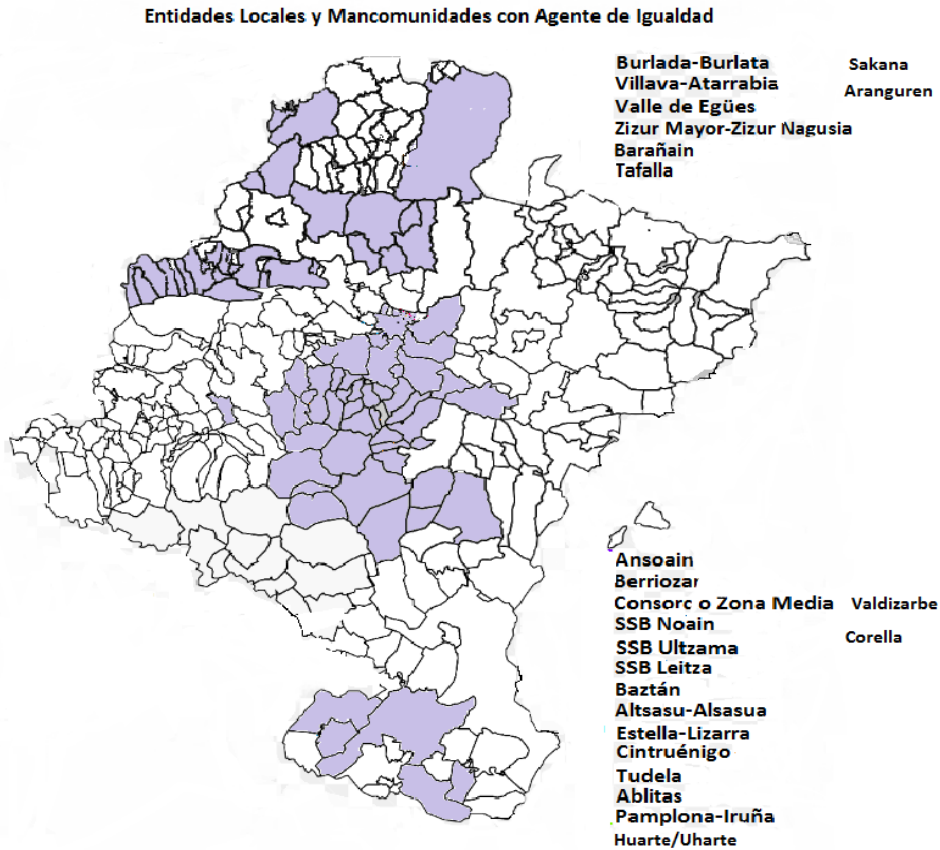 Entidades Locales y Mancomunidades con Agente de Igualdad
Burlada-Burlata
Villava-Atarrabia
Valle de Egües
Zizur Mayor-Zizur Nagusia
Barañain
Tafalla
Sakana
Aranguren
Ansoain
Berriozar
Consorc o Zona Media
SSB Noain
SSB Ultzama
SSB Leitza
Baztán
Altsasu-Alsasua
Estella-Lizarra
Cintruénigo
Tudela
Ablitas
Pamplona-Iruña
Huarte/Uharte
Valdizarbe
Corella